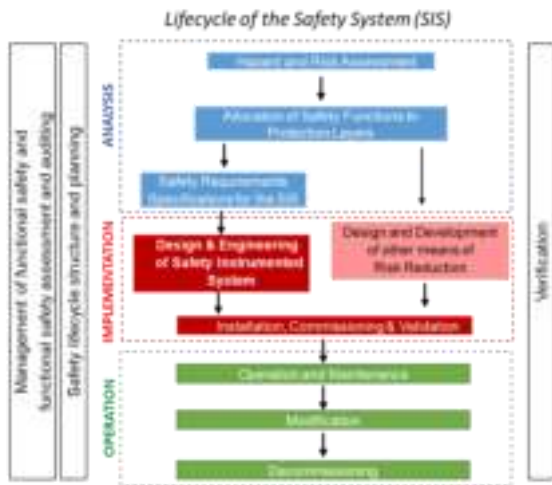 Lifecycle of the Safety System (SIS)
Management of functional safety and
functional safety assessment and auditing
Safety lifecycle structure and planning
ANALYSIS
Hazard and Risk Assessment
Allocation of Safety Functions to
Protection Layers
Safety Requirements
Specifications for the SIS
IMPLEMENTATION
Design & Engineering
of Safety Instrumented
System
Design and Development
of other means of
Risk Reduction
Installation, Commissioning & Validation
OPERATION
Operation and Maintenance
Modification
Decommissioning
Verification